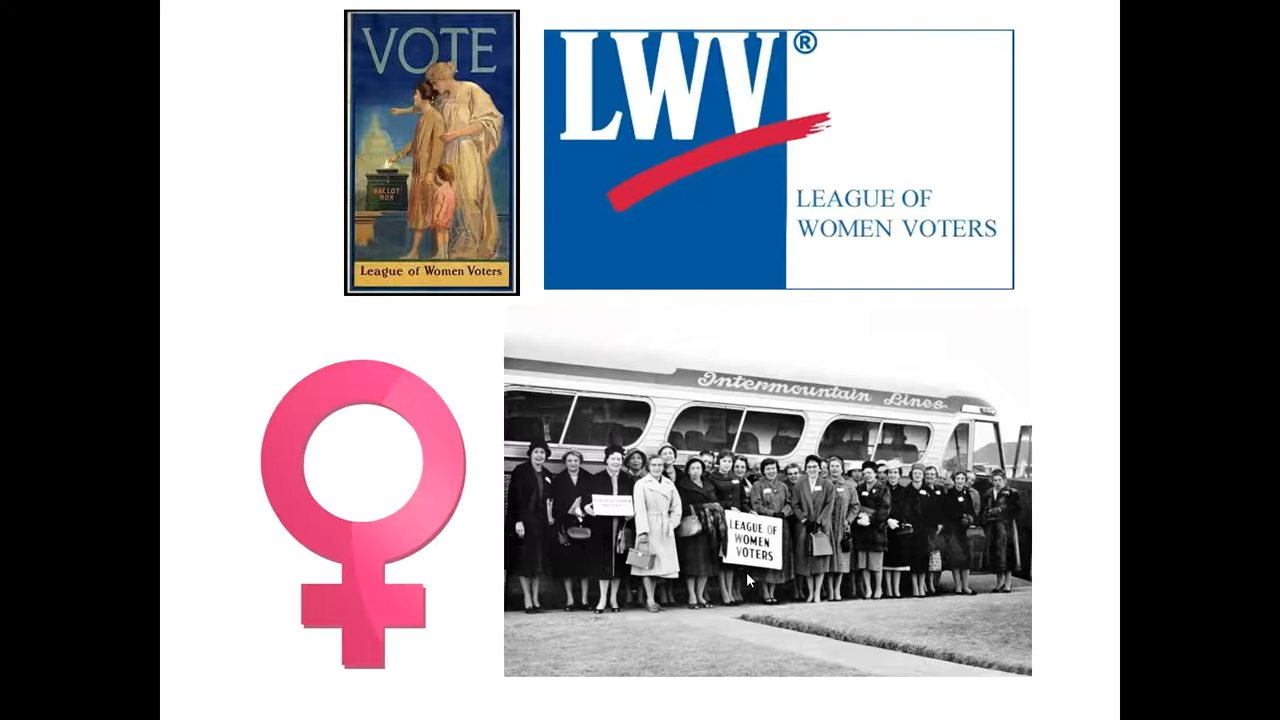 VOTE
BALLOT
BOX
League of Women Voters
LWV®
LEAGUE OF
WOMEN VOTERS
Intermountain Lines
LEAGUE OF
WOMEN
VOTERS